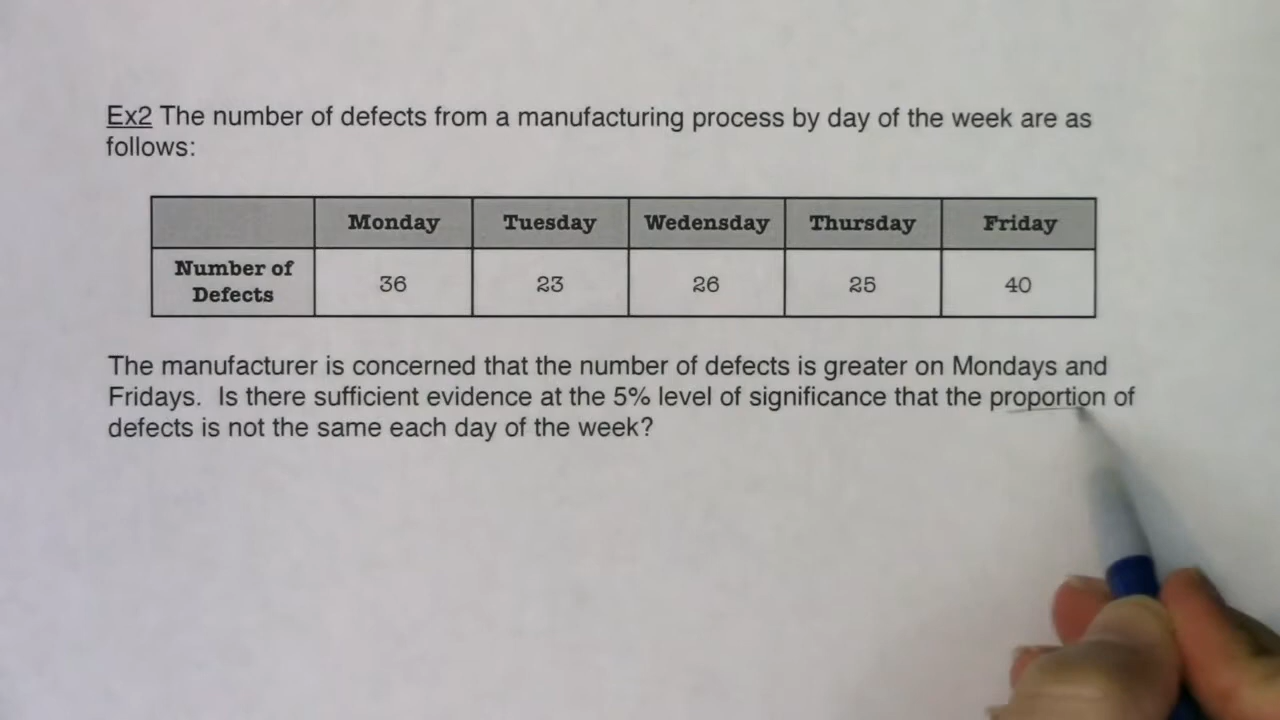 Ex2 The number of defects from a manufacturing process by day of the week are as
follows:
Monday Tuesday Wedensday Thursday Friday
Number of
Defects
36 23 26 25 40
The manufacturer is concerned that the number of defects is greater on Mondays and
Fridays. Is there sufficient evidence at the 5% level of significance that the proportion of
defects is not the same each day of the week?